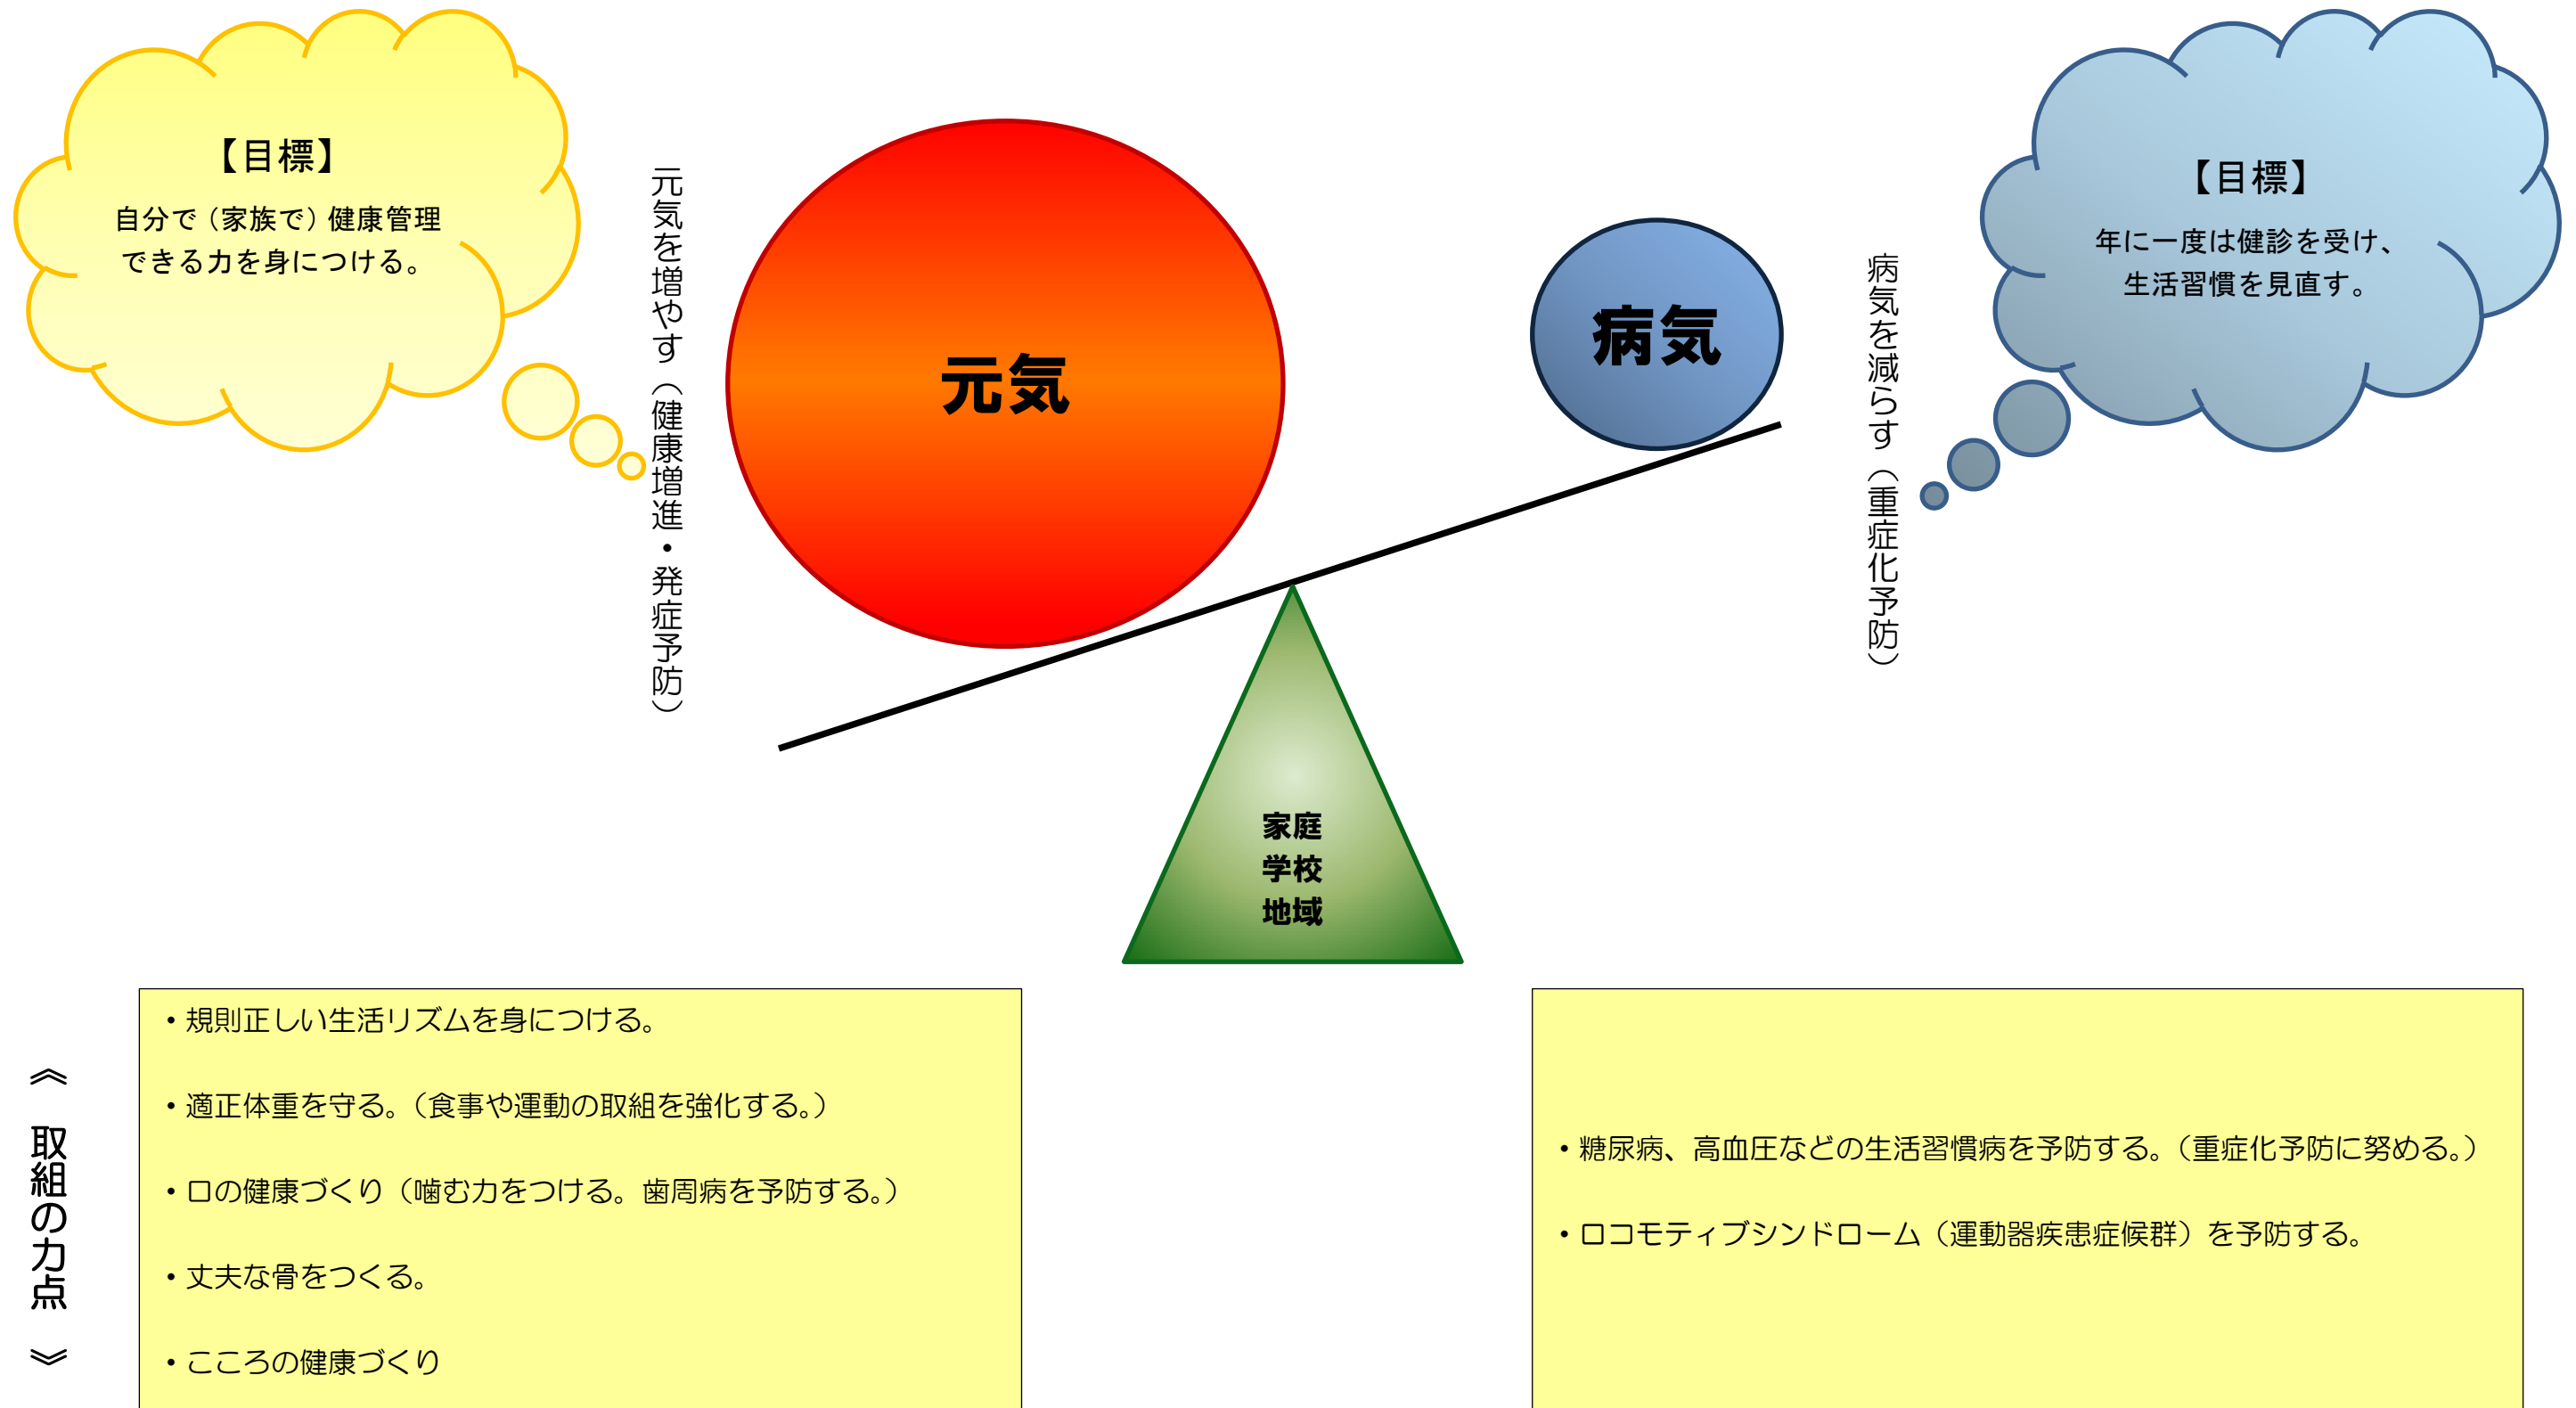 【目標】
自分で（家族で）健康管理
できる力を身につける。
元気を増やす（健康増進・発症予防）
元気
病気
病気を減らす（重症化予防）
【目標】
年に一度は健診を受け、
生活習慣を見直す。
家庭
学校
地域
《 取組の力点 》
・規則正しい生活リズムを身につける。
・適正体重を守る。（食事や運動の取組を強化する。）
・口の健康づくり（噛む力をつける。歯周病を予防する。）
・丈夫な骨をつくる。
・こころの健康づくり
・糖尿病、高血圧などの生活習慣病を予防する。（重症化予防に努める。）
・ロコモティブシンドローム（運動器疾患症候群）を予防する。